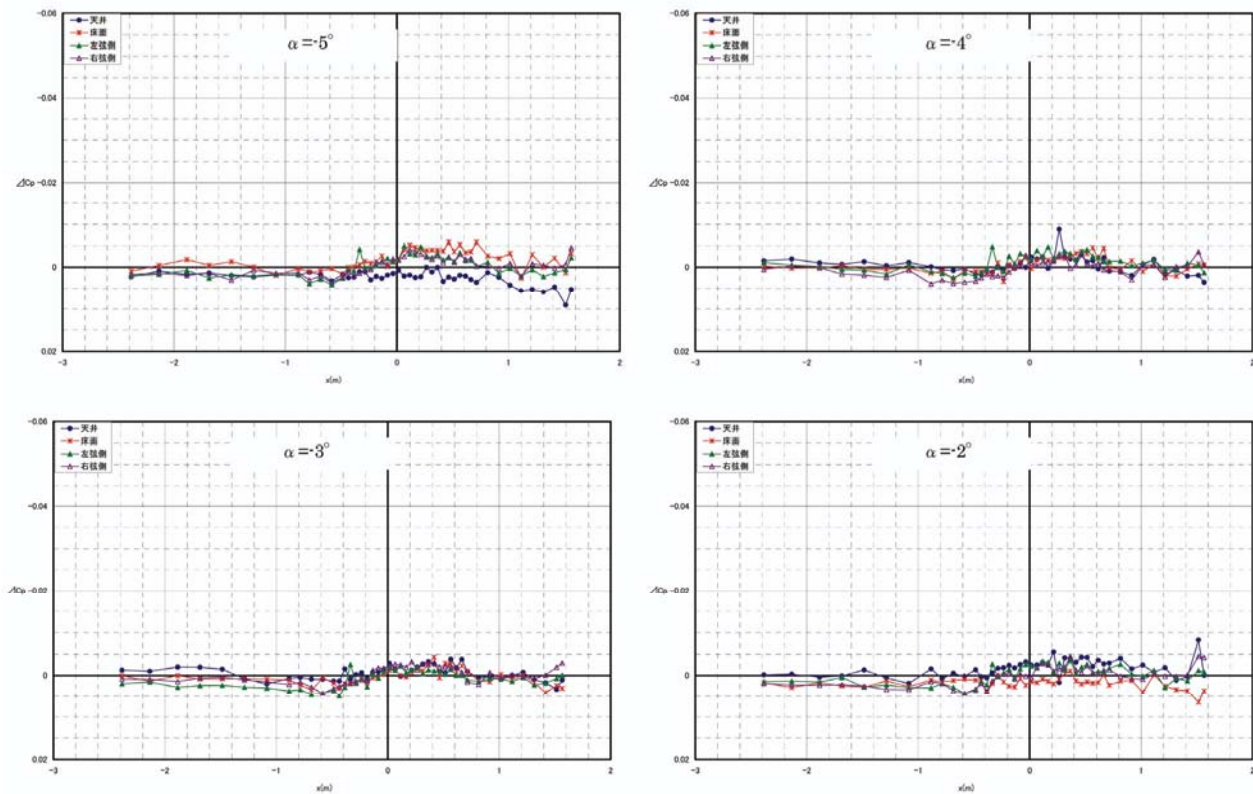 -0.06
天井
床面
左弦側
右弦側
α=-5°
-0.04
⊿Cp -0.02
0
0.02
-3 -2 -1 0 1 2
x(m)
-0.06
天井
床面
左弦側
右弦側
α=-4°
-0.04
⊿Cp -0.02
0
0.02
-3 -2 -1 0 1 2
x(m)
-0.06
天井
床面
左弦側
右弦側
α=-3°
-0.04
⊿Cp -0.02
0
0.02
-3 -2 -1 0 1 2
x(m)
-0.06
天井
床面
左弦側
右弦側
α=-2°
-0.04
⊿Cp -0.02
0
0.02
-3 -2 -1 0 1 2
x(m)